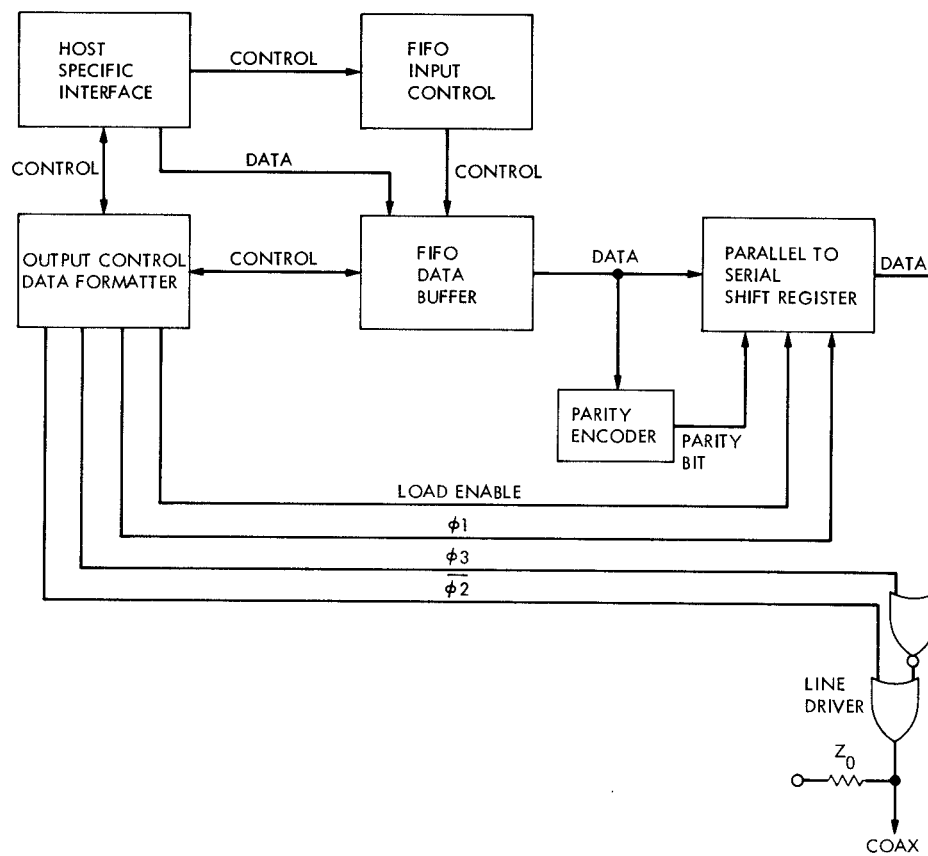 HOST
SPECIFIC
INTERFACE
CONTROL
FIFO
INPUT
CONTROL
CONTROL
DATA
CONTROL
OUTPUT CONTROL
DATA FORMATTER
CONTROL
FIFO
DATA
BUFFER
DATA
PARALLEL TO
SERIAL
SHIFT REGISTER
DATA
PARITY
ENCODER
PARITY
BIT
LOAD ENABLE
ϕ1
ϕ3
ϕ̅2̅
LINE
DRIVER
Z₀
COAX